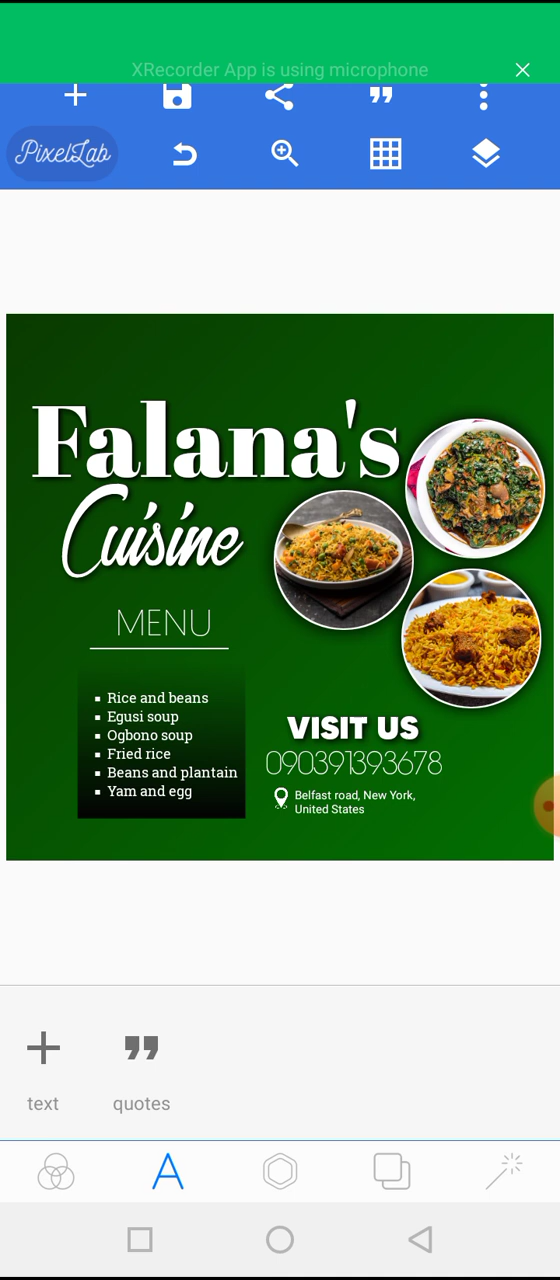 XRecorder App is using microphone
PixelLab
Falana's
Cuisine
MENU
Rice and beans
Egusi soup
Ogbono soup
Fried rice
Beans and plantain
Yam and egg
VISIT US
090391393678
Belfast road, New York,
United States
text
quotes